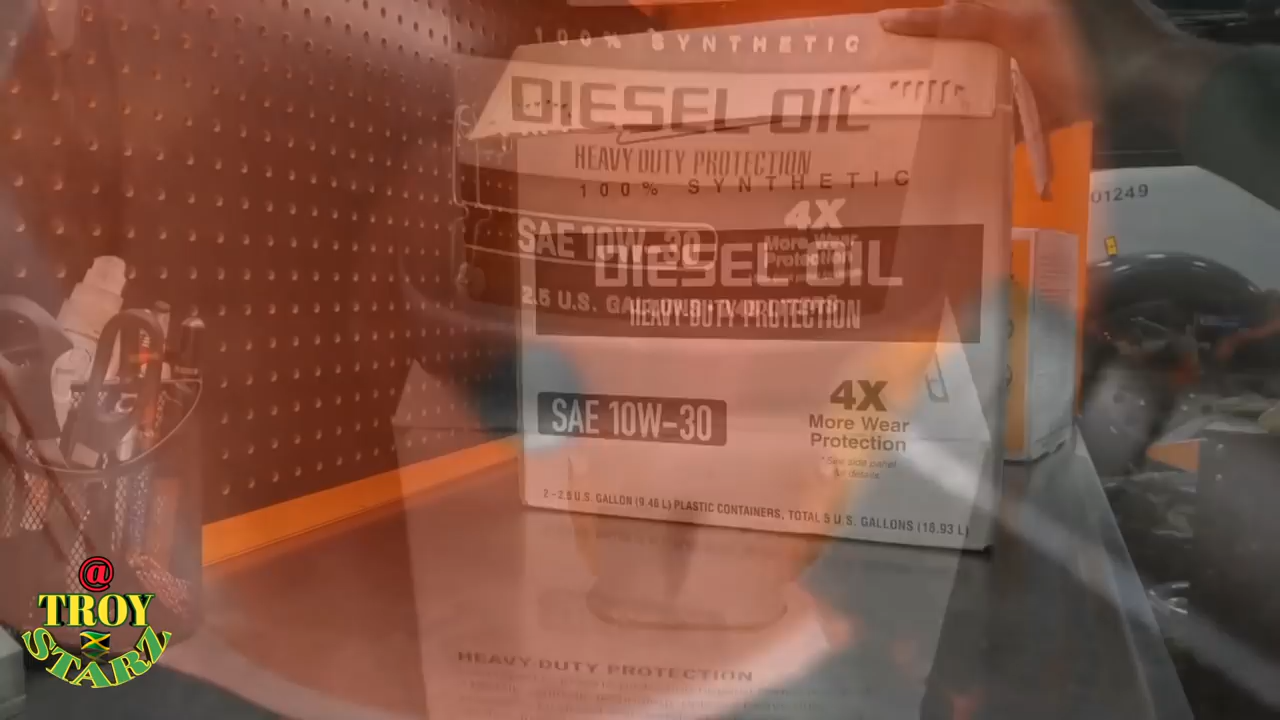 100% SYNTHETIC
DIESEL OIL
HEAVY DUTY PROTECTION
100% SYNTHETIC
4X
More Wear
Protection
SAE 10W-30
DIESEL OIL
2.5 U.S.
HEAVY DUTY PROTECTION
SAE 10W-30
4X
More Wear
Protection
* See side panel
for details
2-2.5 U.S. GALLON (9.46 L) PLASTIC CONTAINERS, TOTAL 5 U.S. GALLONS (18.93 L)
HEAVY DUTY PROTECTION
01249
@
TROY
STARZ